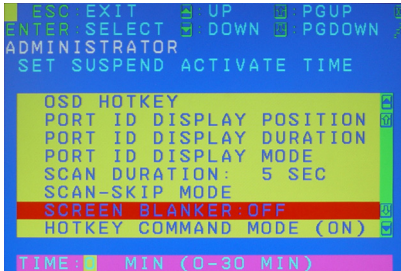 ESC:EXIT :UP :PGUP
ENTER:SELECT :DOWN :PGDOWN
ADMINISTRATOR
SET SUSPEND ACTIVATE TIME
OSD HOTKEY
PORT ID DISPLAY POSITION
PORT ID DISPLAY DURATION
PORT ID DISPLAY MODE
SCAN DURATION: 5 SEC
SCAN-SKIP MODE
SCREEN BLANKER:OFF
HOTKEY COMMAND MODE (ON)
TIME:0 MIN (0-30 MIN)